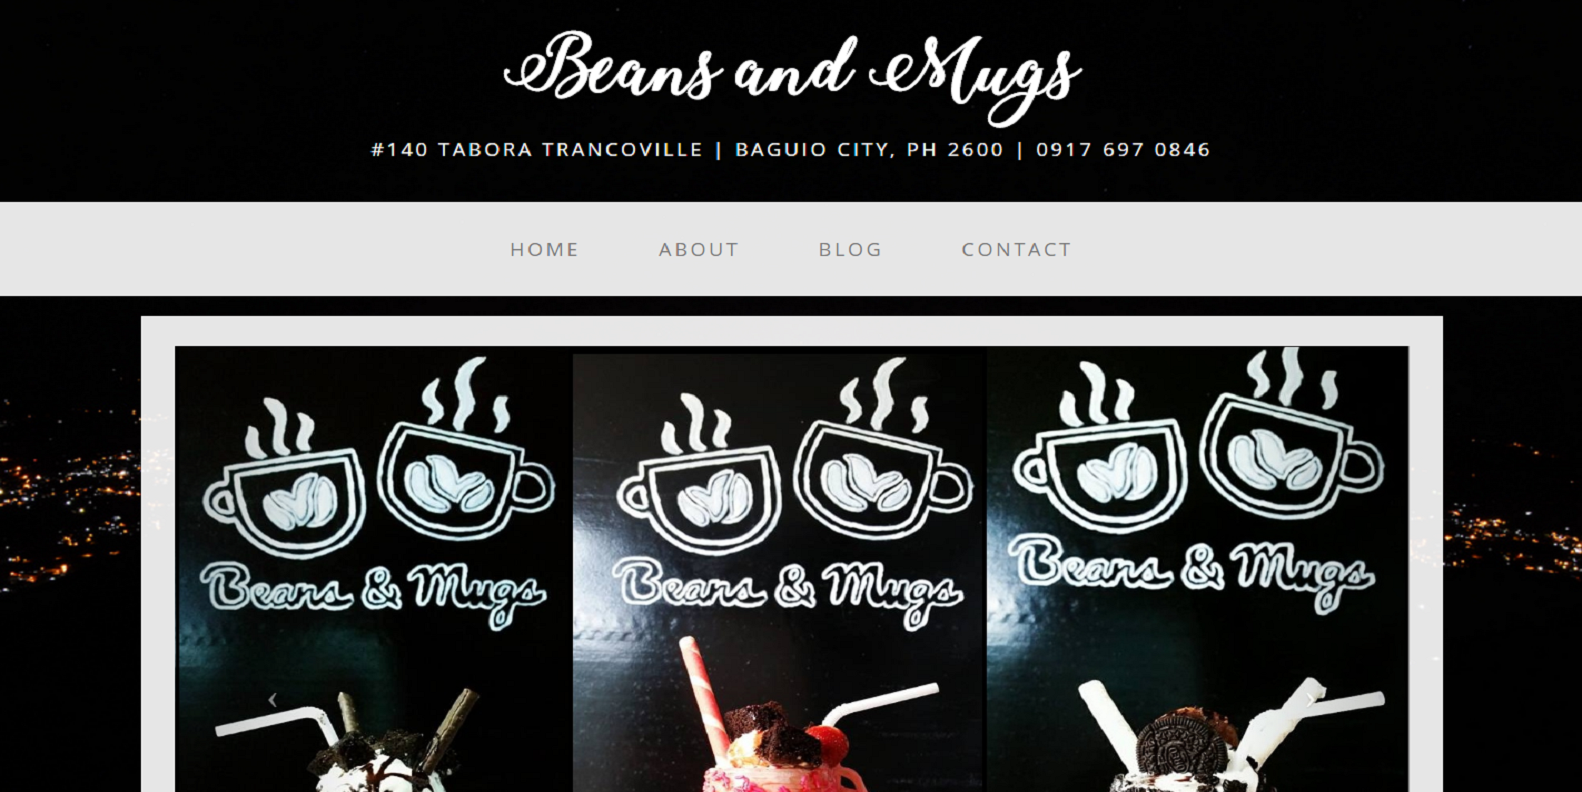 Beans and Mugs
#140 TABORA TRANCOVILLE | BAGUIO CITY, PH 2600 | 0917 697 0846
HOME ABOUT BLOG CONTACT
Beans & Mugs
Beans & Mugs
Beans & Mugs